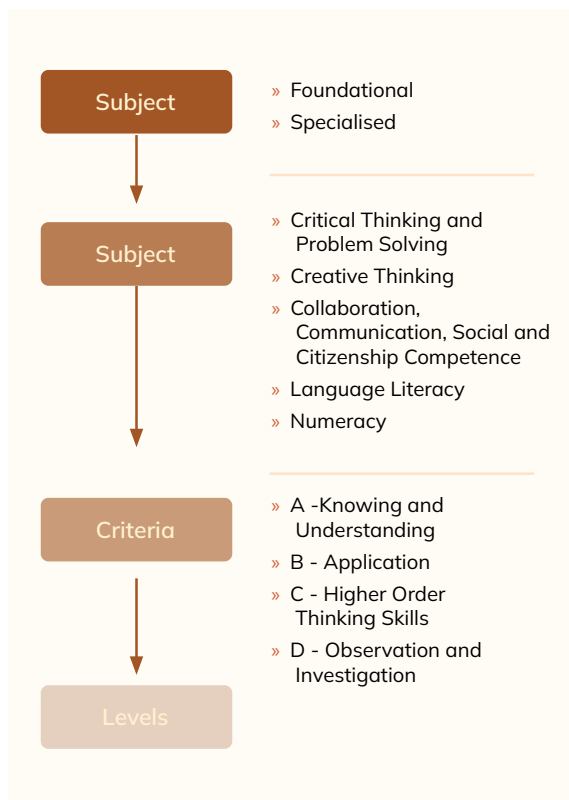 Subject
» Foundational
» Specialised
Subject
» Critical Thinking and
Problem Solving
» Creative Thinking
» Collaboration,
Communication, Social and
Citizenship Competence
» Language Literacy
» Numeracy
Criteria
» A -Knowing and
Understanding
» B - Application
» C - Higher Order
Thinking Skills
» D - Observation and
Investigation
Levels